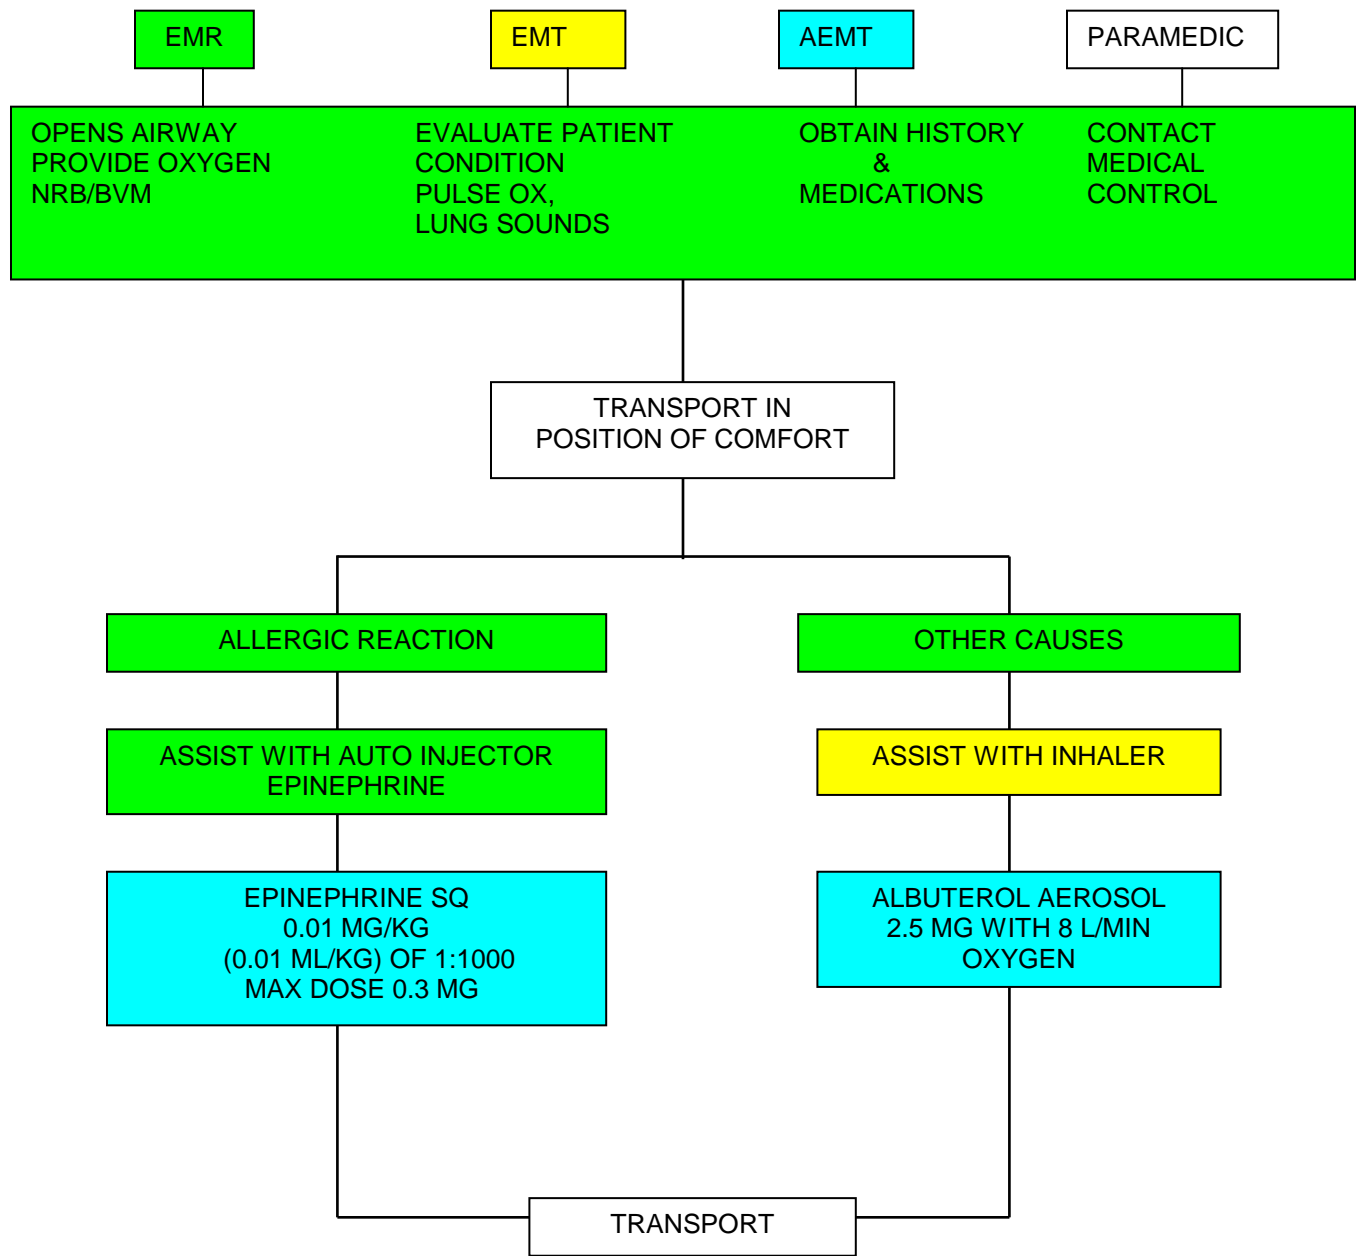 EMR
EMT
AEMT
PARAMEDIC
OPENS AIRWAY
PROVIDE OXYGEN
NRB/BVM
EVALUATE PATIENT
CONDITION
PULSE OX,
LUNG SOUNDS
OBTAIN HISTORY
&
MEDICATIONS
CONTACT
MEDICAL
CONTROL
TRANSPORT IN
POSITION OF COMFORT
ALLERGIC REACTION
ASSIST WITH AUTO INJECTOR
EPINEPHRINE
EPINEPHRINE SQ
0.01 MG/KG
(0.01 ML/KG) OF 1:1000
MAX DOSE 0.3 MG
OTHER CAUSES
ASSIST WITH INHALER
ALBUTEROL AEROSOL
2.5 MG WITH 8 L/MIN
OXYGEN
TRANSPORT